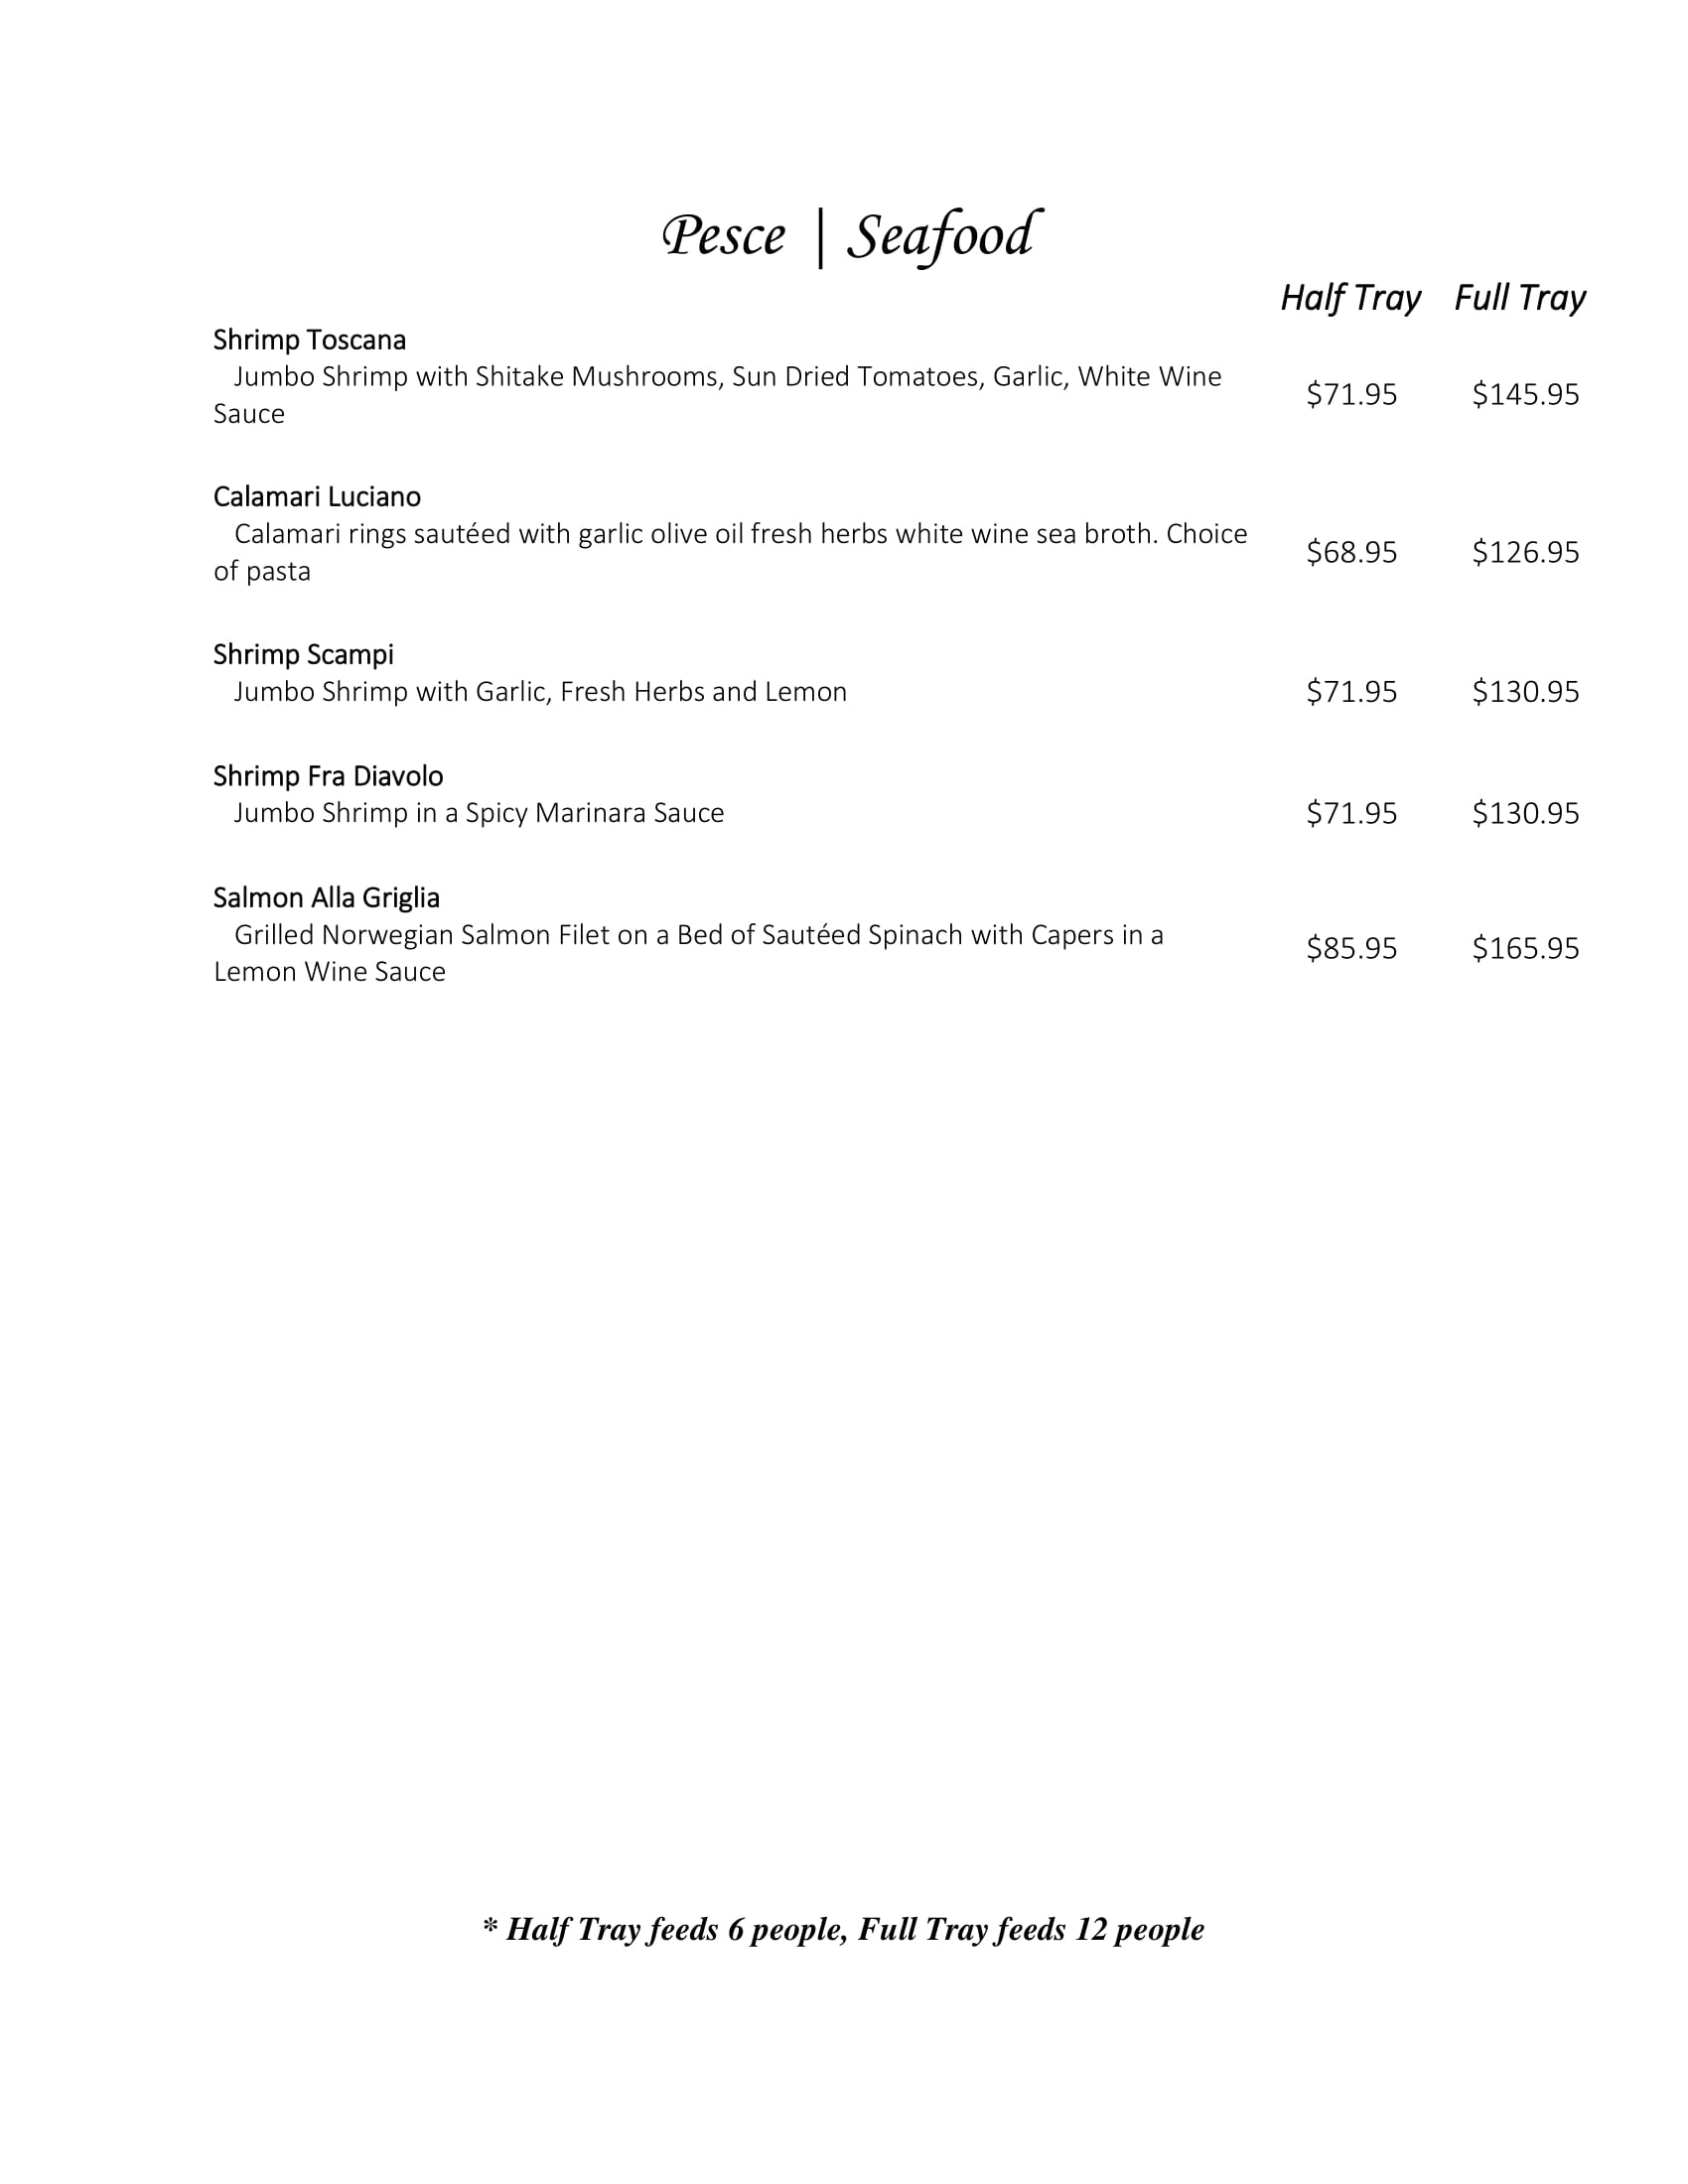 Pesce | Seafood
Half Tray Full Tray
Shrimp Toscana
Jumbo Shrimp with Shitake Mushrooms, Sun Dried Tomatoes, Garlic, White Wine
Sauce
$71.95 $145.95
Calamari Luciano
Calamari rings sautéed with garlic olive oil fresh herbs white wine sea broth. Choice
of pasta
$68.95 $126.95
Shrimp Scampi
Jumbo Shrimp with Garlic, Fresh Herbs and Lemon $71.95 $130.95
Shrimp Fra Diavolo
Jumbo Shrimp in a Spicy Marinara Sauce $71.95 $130.95
Salmon Alla Griglia
Grilled Norwegian Salmon Filet on a Bed of Sautéed Spinach with Capers in a
Lemon Wine Sauce
$85.95 $165.95
* Half Tray feeds 6 people, Full Tray feeds 12 people